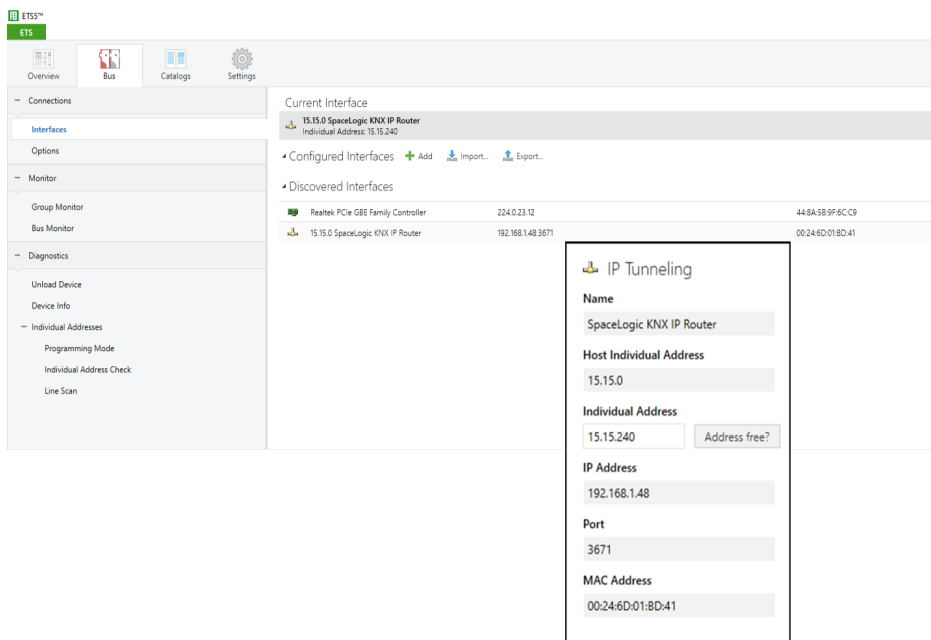 ETS5™
ETS
Overview
Bus
Catalogs
Settings
Connections
Interfaces
Options
Monitor
Group Monitor
Bus Monitor
Diagnostics
Unload Device
Device Info
Individual Addresses
Programming Mode
Individual Address Check
Line Scan
Current Interface
15.15.0 SpaceLogic KNX IP Router
Individual Address: 15.15.240
Configured Interfaces Add Import... Export...
Discovered Interfaces
Realtek PCIe GBE Family Controller 224.0.23.12 44:8A:5B:9F:6C:C9
15.15.0 SpaceLogic KNX IP Router 192.168.1.48:3671 00:24:6D:01:BD:41
IP Tunneling
Name
SpaceLogic KNX IP Router
Host Individual Address
15.15.0
Individual Address
15.15.240 Address free?
IP Address
192.168.1.48
Port
3671
MAC Address
00:24:6D:01:BD:41